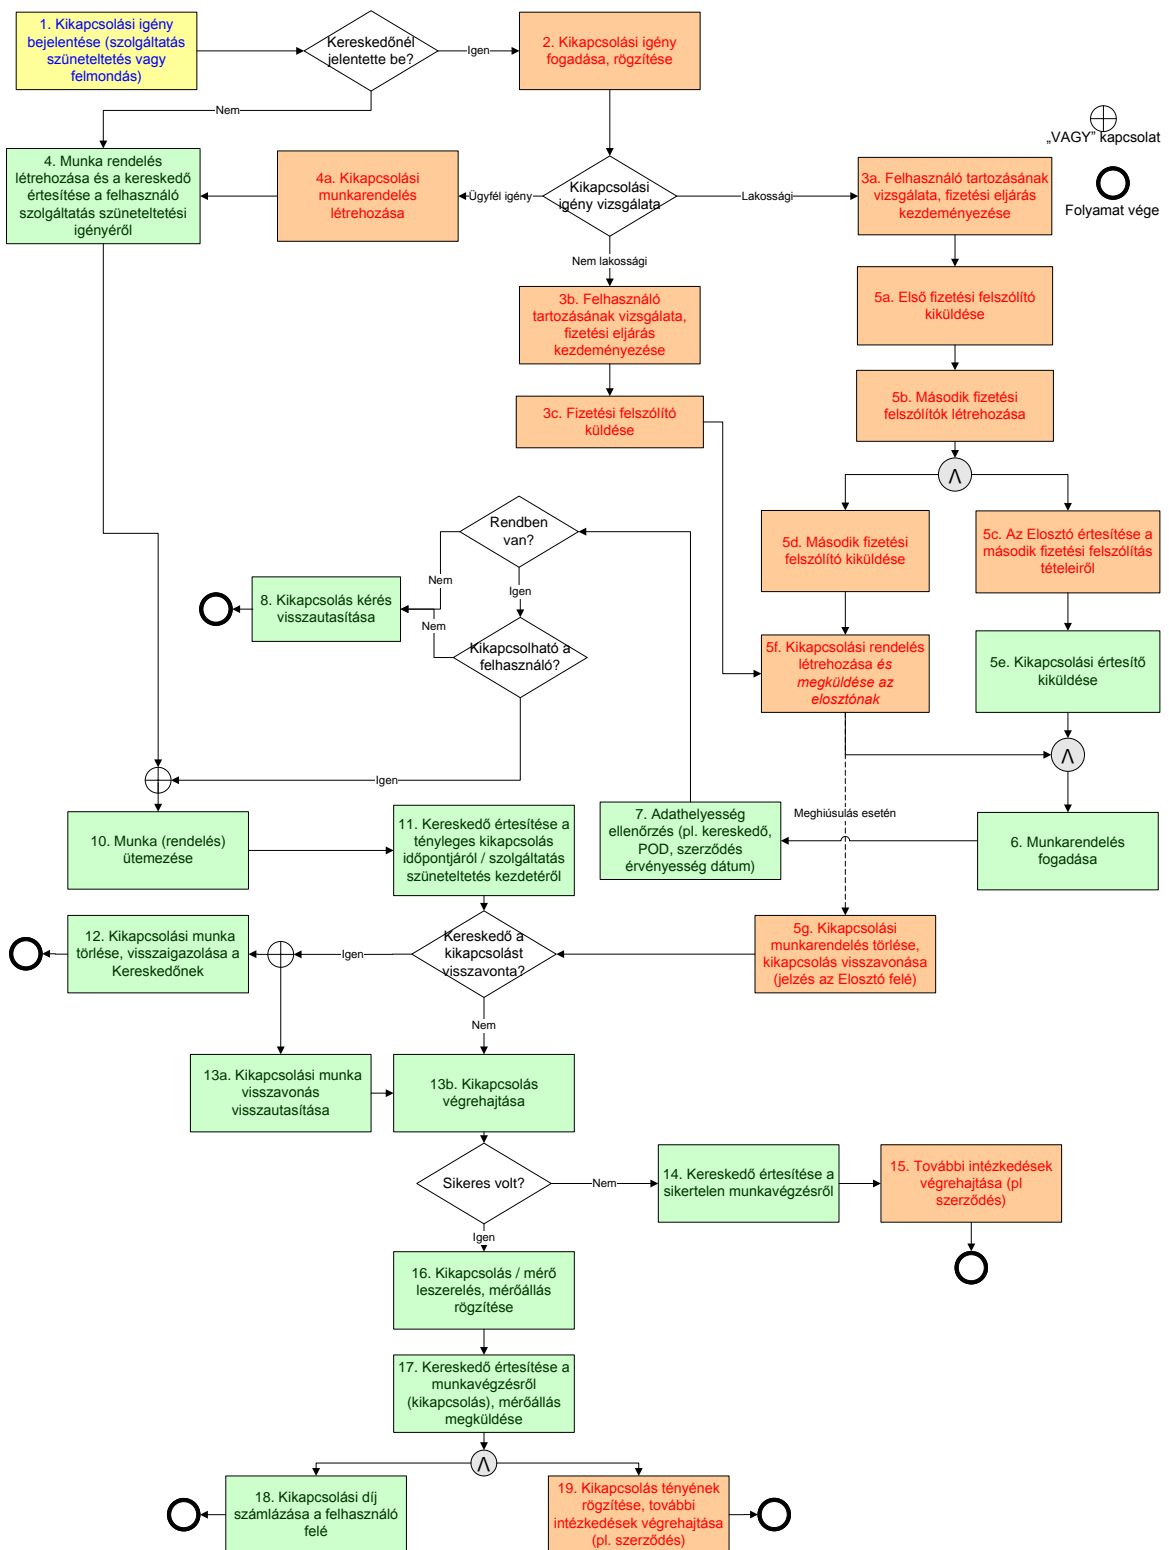 1. Kikapcsolási igény
bejelentése (szolgáltatás
szüneteltetés vagy
felmondás)
Kereskedőnél
jelentette be?
Igen
2. Kikapcsolási igény
fogadása, rögzítése
Nem
„VAGY” kapcsolat
Folyamat vége
4. Munka rendelés
létrehozása és a kereskedő
értesítése a felhasználó
szolgáltatás szüneteltetési
igényéről
4a. Kikapcsolási
munkarendelés
létrehozása
Ügyfél igény
Kikapcsolási
igény vizsgálata
Lakossági
3a. Felhasználó tartozásának
vizsgálata, fizetési eljárás
kezdeményezése
Nem lakossági
3b. Felhasználó
tartozásának vizsgálata,
fizetési eljárás
kezdeményezése
5a. Első fizetési felszólító
kiküldése
3c. Fizetési felszólító
küldése
5b. Második fizetési
felszólítók létrehozása
Λ
Rendben
van?
5d. Második fizetési
felszólító kiküldése
5c. Az Elosztó értesítése a
második fizetési felszólítás
tételeiről
Nem
Igen
8. Kikapcsolás kérés
visszautasítása
Nem
Kikapcsolható a
felhasználó?
5f. Kikapcsolási rendelés
létrehozása és
megküldése az
elosztónak
5e. Kikapcsolási értesítő
kiküldése
Λ
Igen
Meghiúsulás esetén
10. Munka (rendelés)
ütemezése
11. Kereskedő értesítése a
tényleges kikapcsolás
időpontjáról / szolgáltatás
szüneteltetés kezdetéről
7. Adathelyesség
ellenőrzés (pl. kereskedő,
POD, szerződés
érvényesség dátum)
6. Munkarendelés
fogadása
12. Kikapcsolási munka
törlése, visszaigazolása a
Kereskedőnek
Igen
Kereskedő a
kikapcsolást
visszavonta?
5g. Kikapcsolási
munkarendelés törlése,
kikapcsolás visszavonása
(jelzés az Elosztó felé)
Nem
13a. Kikapcsolási munka
visszavonás
visszautasítása
13b. Kikapcsolás
végrehajtása
Sikeres volt?
Nem
14. Kereskedő értesítése a
sikertelen munkavégzésről
15. További intézkedések
végrehajtása (pl
szerződés)
Igen
16. Kikapcsolás / mérő
leszerelés, mérőállás
rögzítése
17. Kereskedő értesítése a
munkavégzésről
(kikapcsolás), mérőállás
megküldése
Λ
18. Kikapcsolási díj
számlázása a felhasználó
felé
19. Kikapcsolás tényének
rögzítése, további
intézkedések végrehajtása
(pl. szerződés)